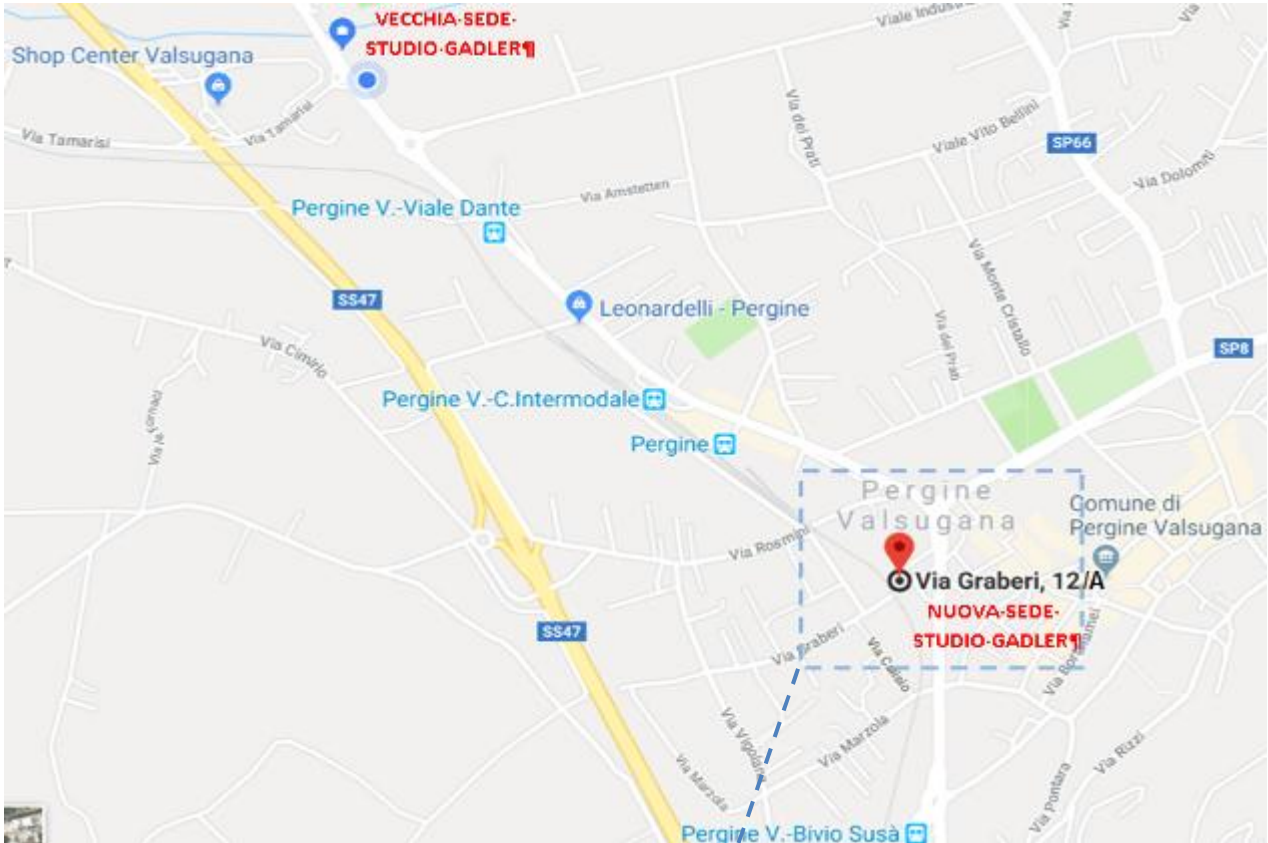 VECCHIA-SEDE-
STUDIO-GADLER¶
Viale Indus
Shop Center Valsugana
Via Tamarisi
Via Tamarisi
Via dei Prati
Viale Vito Bellini
SP66
Via Dolomiti
Via Amstetten
Pergine V.-Viale Dante
Via Monte Cristallo
SS47
Leonardelli - Pergine
Via dei Prati
Via Cimirlo
SP8
Pergine V.-C.Intermodale
Via le Fornaci
Pergine
Pergine
Valsugana
Comune di
Pergine Valsugana
Via Rosmini
Via Graberi, 12/A
NUOVA-SEDE-
STUDIO-GADLER¶
SS47
Via Graberi
Via Calisio
Via Vigolana
Via Marzola
Via Rizzi
Via Marzola
Via Pontara
Pergine V.-Bivio Susà